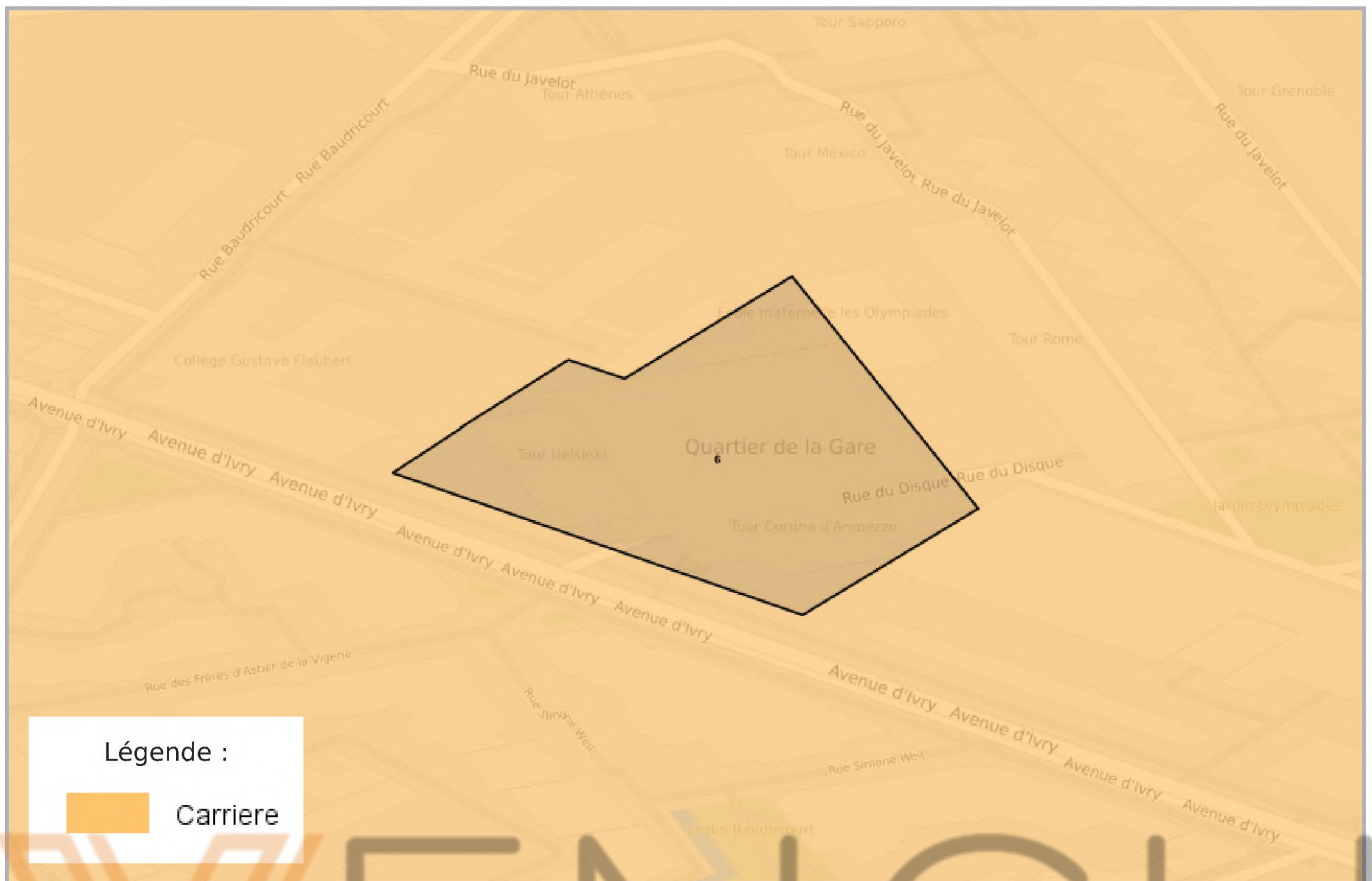 Tour Sapporo
Rue du Javelot
Tour Athènes
Tour Grenoble
Rue Baudricourt
Rue du Javelot
Rue du Javelot
Tour Mexico
Rue du Javelot
Rue Baudricourt
École maternelle les Olympiades
Tour Rome
Collège Gustave Flaubert
Avenue d'Ivry
Avenue d'Ivry
Avenue d'Ivry
Quartier de la Gare
6
Tour Helsinki
Rue du Disque
Rue du Disque
Jardin Olympiades
Avenue d'Ivry
Tour Cortina d'Ampezzo
Avenue d'Ivry
Avenue d'Ivry
Rue des Frères d'Astier de la Vigerie
Rue Simone Weil
Avenue d'Ivry
Avenue d'Ivry
Rue Simone Weil
Avenue d'Ivry
Avenue d'Ivry
Jardin Baudricourt
Légende :
Carriere